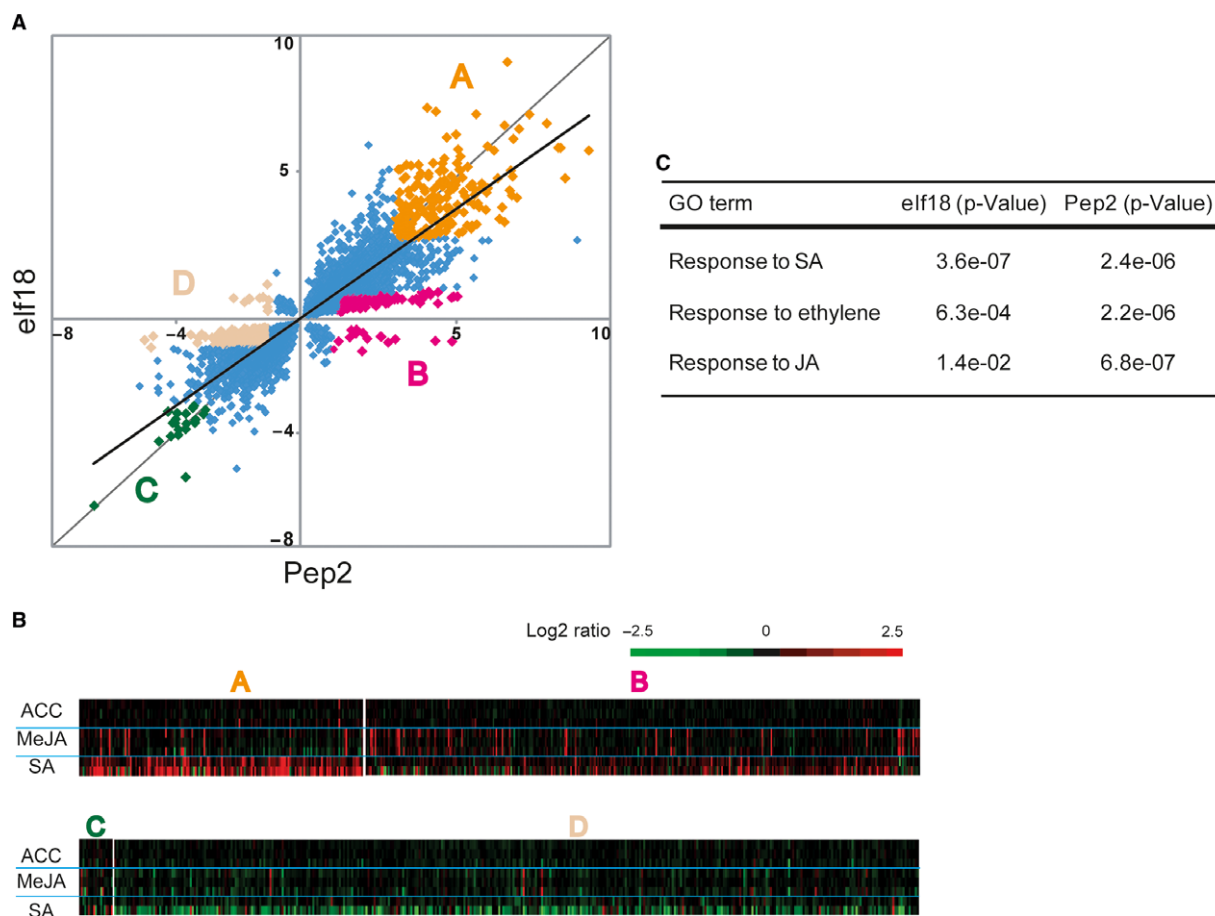 A
10
A
5
D
elf18
-8
-4
5
10
B
-4
C
-8
Pep2
C
GO term elf18 (p-Value) Pep2 (p-Value)
Response to SA 3.6e-07 2.4e-06
Response to ethylene 6.3e-04 2.2e-06
Response to JA 1.4e-02 6.8e-07
B
Log2 ratio -2.5 0 2.5
A B
ACC
MeJA
SA
C D
ACC
MeJA
SA